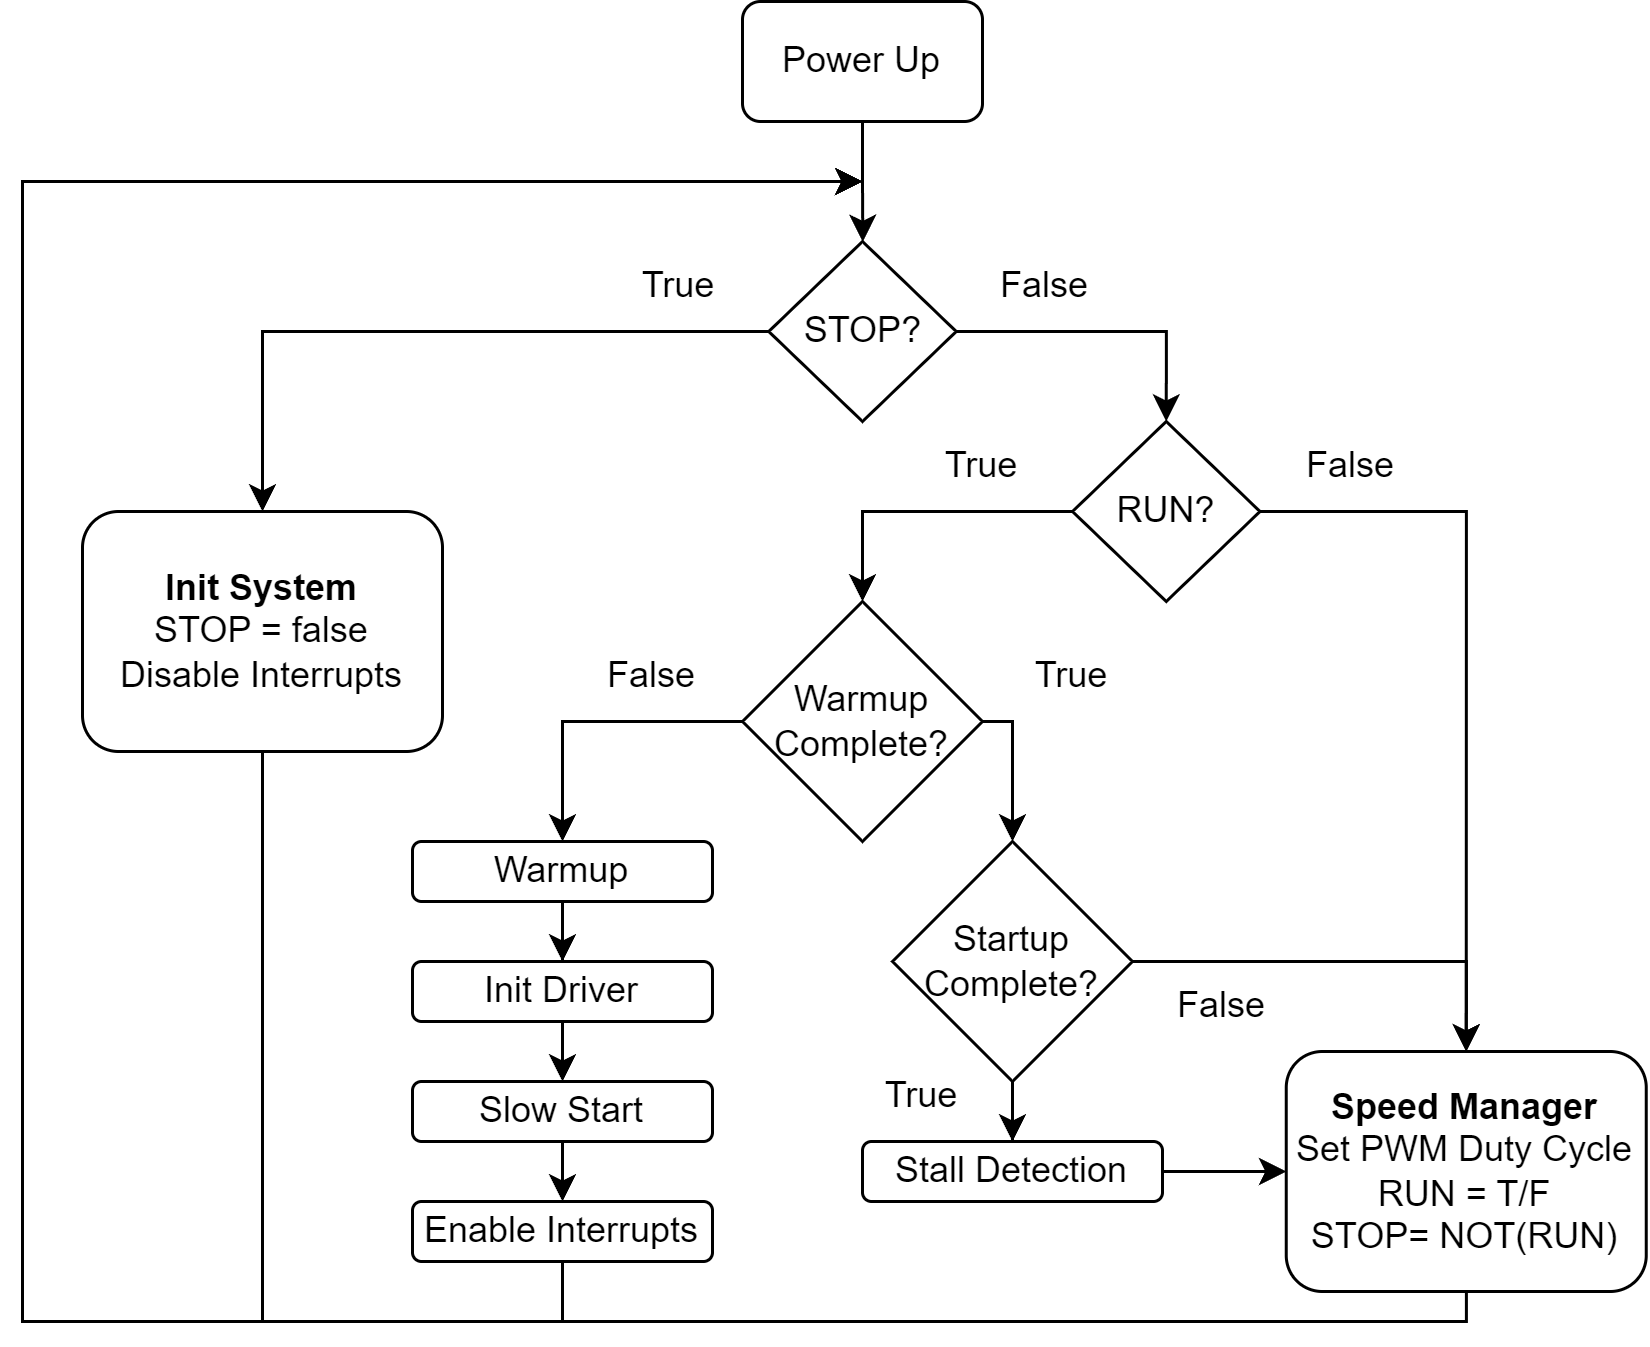 Power Up
True
False
STOP?
True
False
RUN?
Init System
STOP = false
Disable Interrupts
False
True
Warmup
Complete?
Warmup
Startup
Complete?
Init Driver
False
True
Slow Start
Speed Manager
Set PWM Duty Cycle
RUN = T/F
STOP= NOT(RUN)
Stall Detection
Enable Interrupts